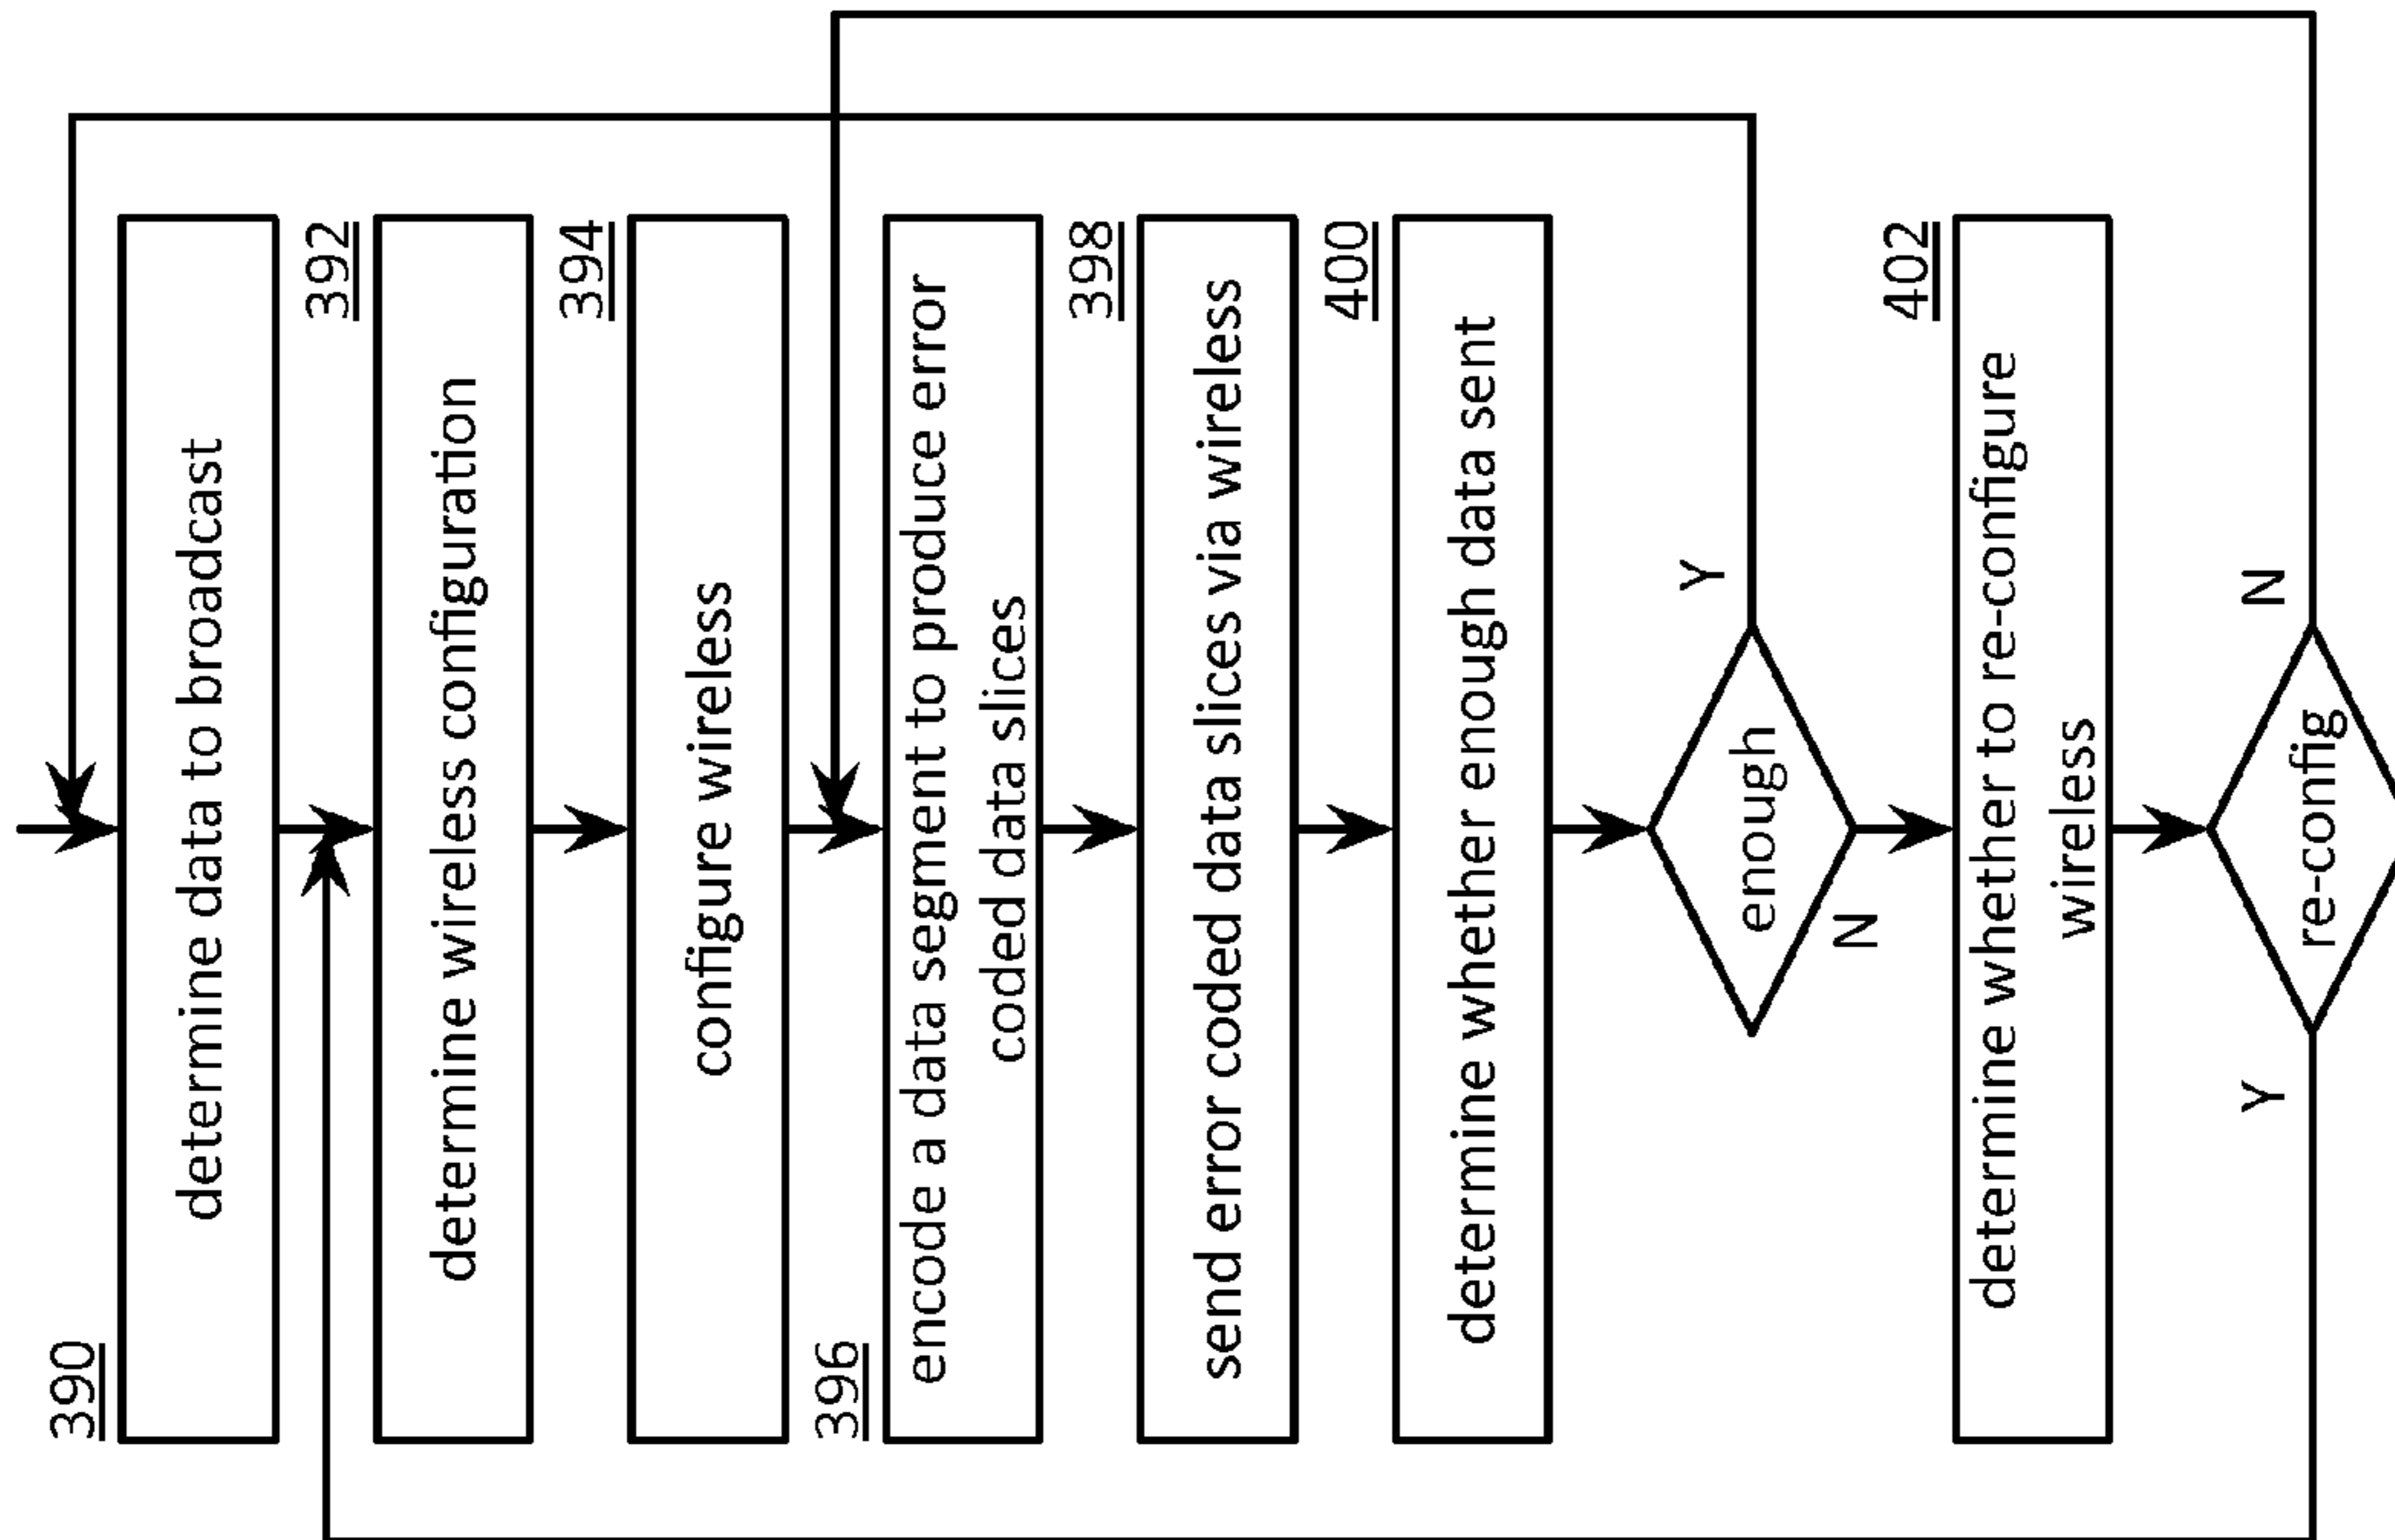 390
determine data to broadcast
392
determine wireless configuration
394
configure wireless
396
encode a data segment to produce error
coded data slices
398
send error coded data slices via wireless
400
determine whether enough data sent
enough
Y
N
402
determine whether to re-configure
wireless
Y
re-config
N